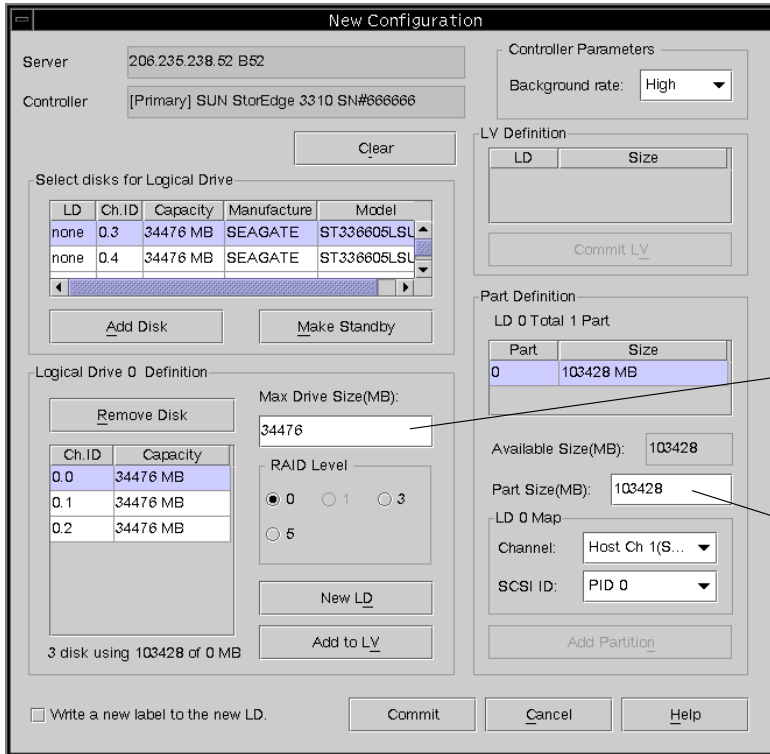 New Configuration
Server
206.235.238.52 B52
Controller
[Primary] SUN StorEdge 3310 SN#666666
Clear
Controller Parameters
Background rate:
High
Select disks for Logical Drive
LD Ch.ID Capacity Manufacture Model
none 0.3 34476 MB SEAGATE ST336605LSU
none 0.4 34476 MB SEAGATE ST336605LSU
Add Disk
Make Standby
LV Definition
LD Size
Commit LV
Logical Drive 0 Definition
Remove Disk
Ch.ID Capacity
0.0 34476 MB
0.1 34476 MB
0.2 34476 MB
3 disk using 103428 of 0 MB
Max Drive Size(MB):
34476
RAID Level
0 1 3
5
New LD
Add to LV
Part Definition
LD 0 Total 1 Part
Part Size
0 103428 MB
Available Size(MB): 103428
Part Size(MB): 103428
LD 0 Map
Channel: Host Ch 1(S...
SCSI ID: PID 0
Add Partition
Write a new label to the new LD.
Commit
Cancel
Help